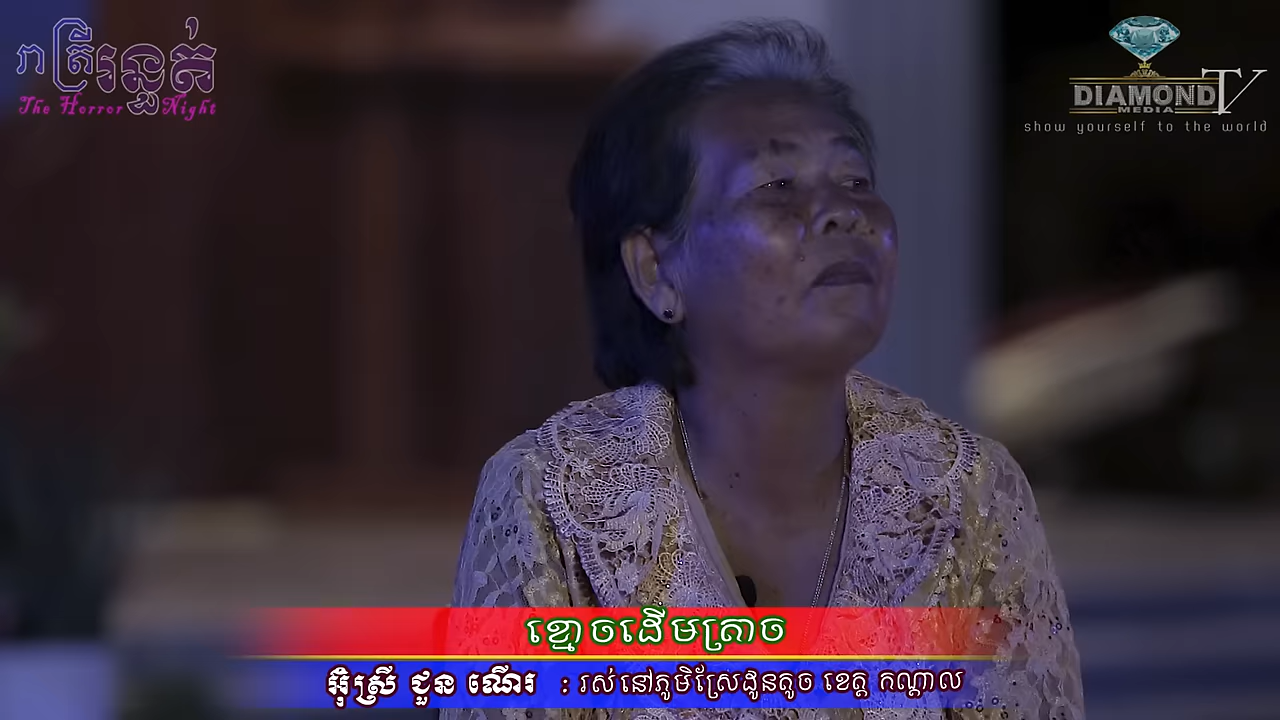 រាត្រីរន្ធត់
The Horror Night
DIAMOND TV
MEDIA
show yourself to the world
ខ្មោចដើមត្រាច
អ៊ុំស្រី ជួន ណើរ : រស់នៅភូមិស្រែដូនតូច ខេត្ត កណ្តាល